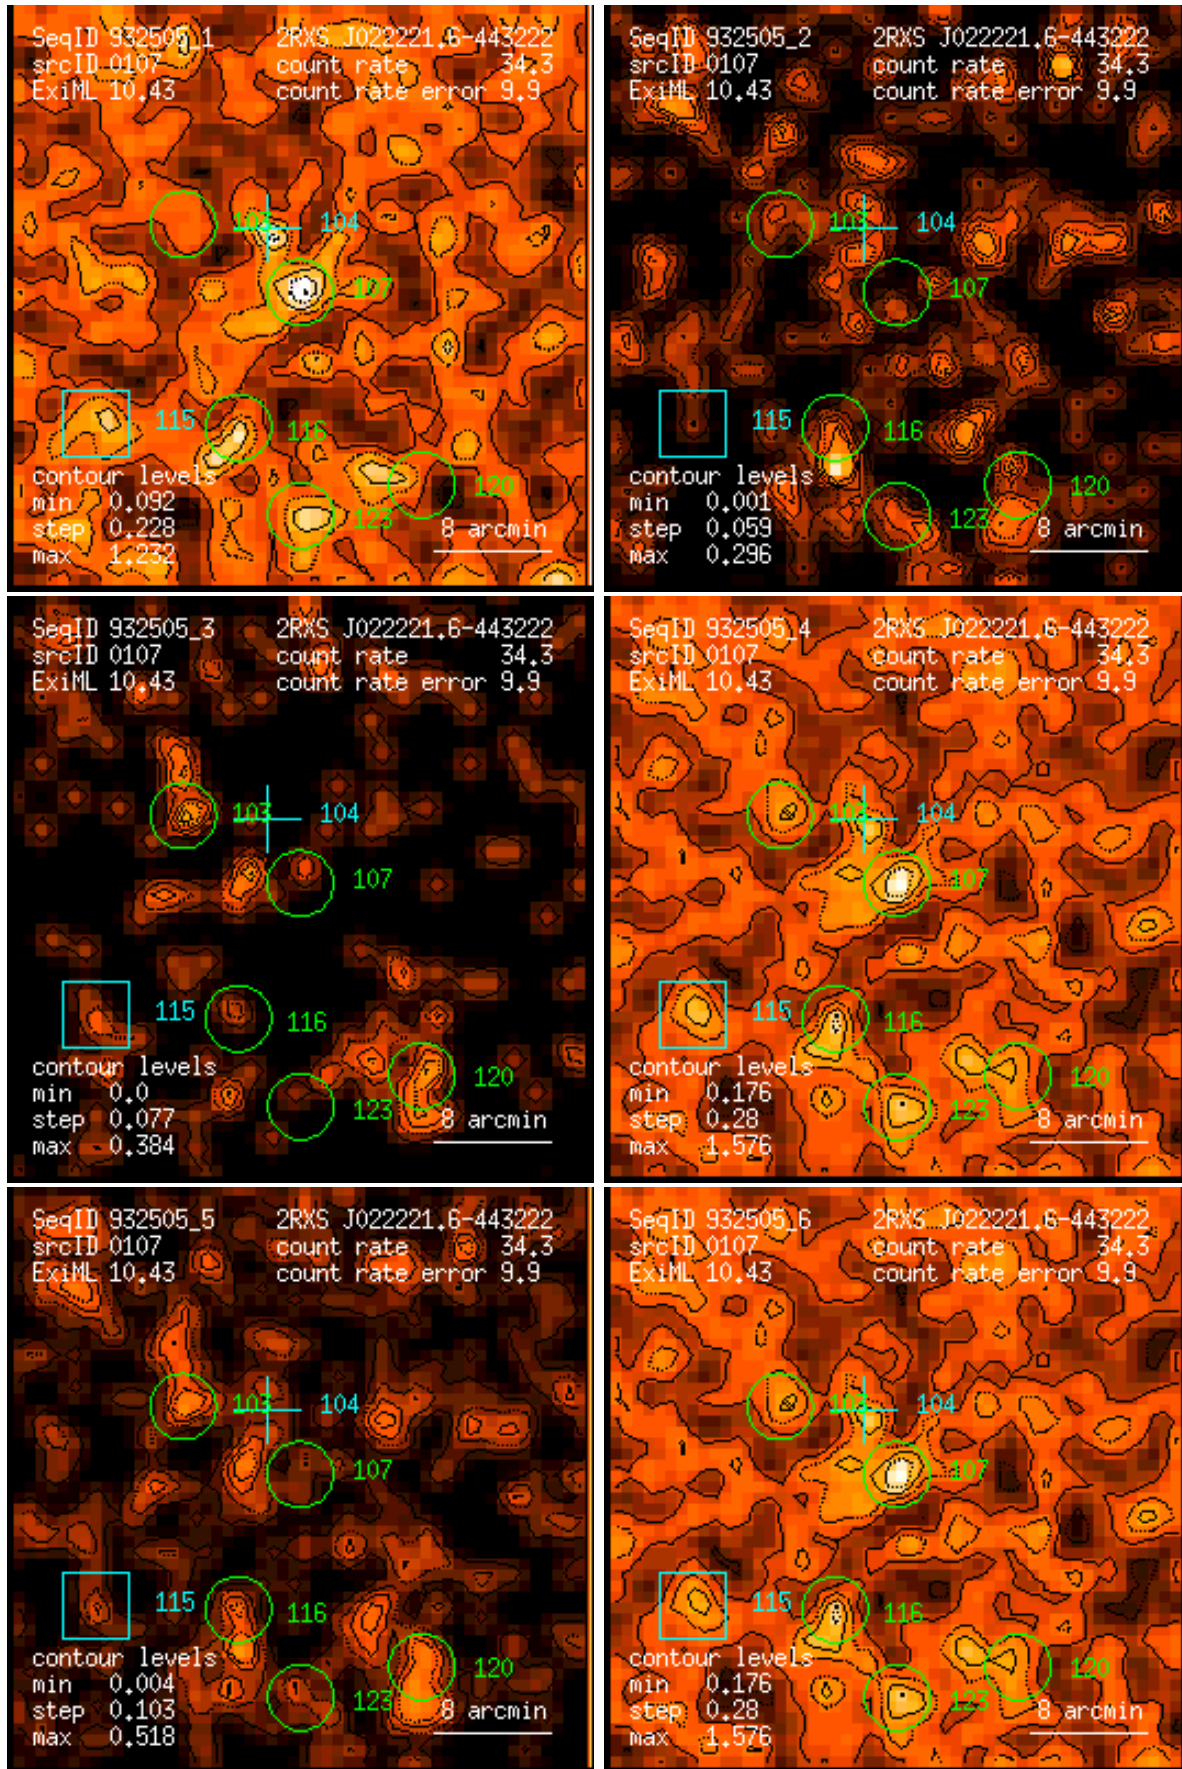 SeqID 932505_1 2RXS J022221.6-443222
srcID 0107 count rate 34.3
ExiML 10.43 count rate error 9.9
103 104
107
115 116
contour levels
min 0.092 120
step 0.228 123 8 arcmin
max 1.232
SeqID 932505_2 2RXS J022221.6-443222
srcID 0107 count rate 34.3
ExiML 10.43 count rate error 9.9
103 104
107
115 116
contour levels
min 0.001 120
step 0.059 123 8 arcmin
max 0.296
SeqID 932505_3 2RXS J022221.6-443222
srcID 0107 count rate 34.3
ExiML 10.43 count rate error 9.9
103 104
107
115 116
contour levels
min 0.0 120
step 0.077 123 8 arcmin
max 0.384
SeqID 932505_4 2RXS J022221.6-443222
srcID 0107 count rate 34.3
ExiML 10.43 count rate error 9.9
103 104
107
115 116
contour levels
min 0.176 120
step 0.28 123 8 arcmin
max 1.576
SeqID 932505_5 2RXS J022221.6-443222
srcID 0107 count rate 34.3
ExiML 10.43 count rate error 9.9
103 104
107
115 116
contour levels
min 0.004 120
step 0.103 123 8 arcmin
max 0.518
SeqID 932505_6 2RXS J022221.6-443222
srcID 0107 count rate 34.3
ExiML 10.43 count rate error 9.9
103 104
107
115 116
contour levels
min 0.176 120
step 0.28 123 8 arcmin
max 1.576